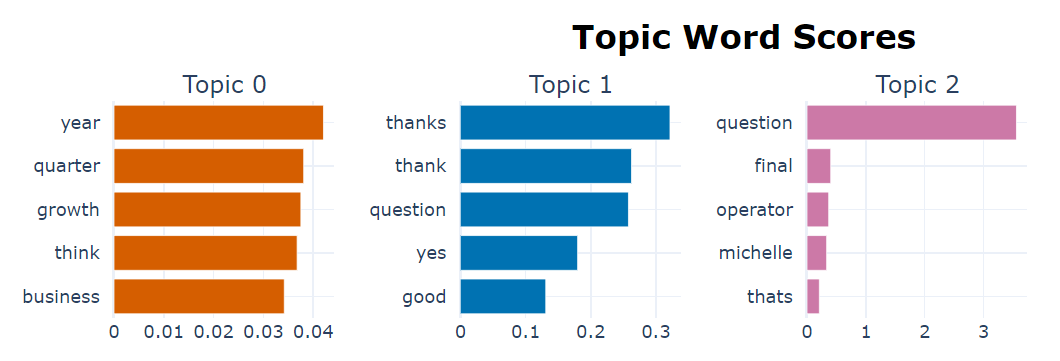 Topic Word Scores
Topic 0
year
quarter
growth
think
business
0 0.01 0.02 0.03 0.04
Topic 1
thanks
thank
question
yes
good
0 0.1 0.2 0.3
Topic 2
question
final
operator
michelle
thats
0 1 2 3